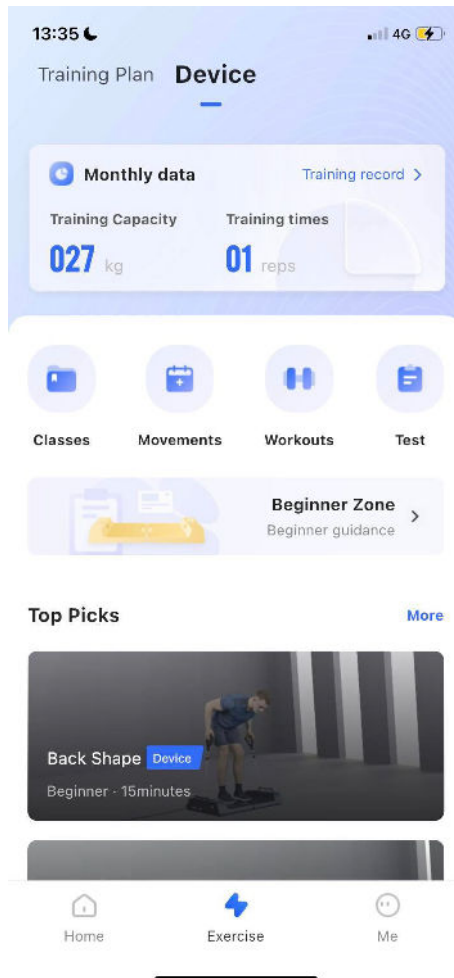 13:35
4G
Training Plan Device
Monthly data
Training record >
Training Capacity Training times
027 kg 01 reps
Classes Movements Workouts Test
Beginner Zone
Beginner guidance
Top Picks More
Back Shape Device
Beginner · 15minutes
Home Exercise Me